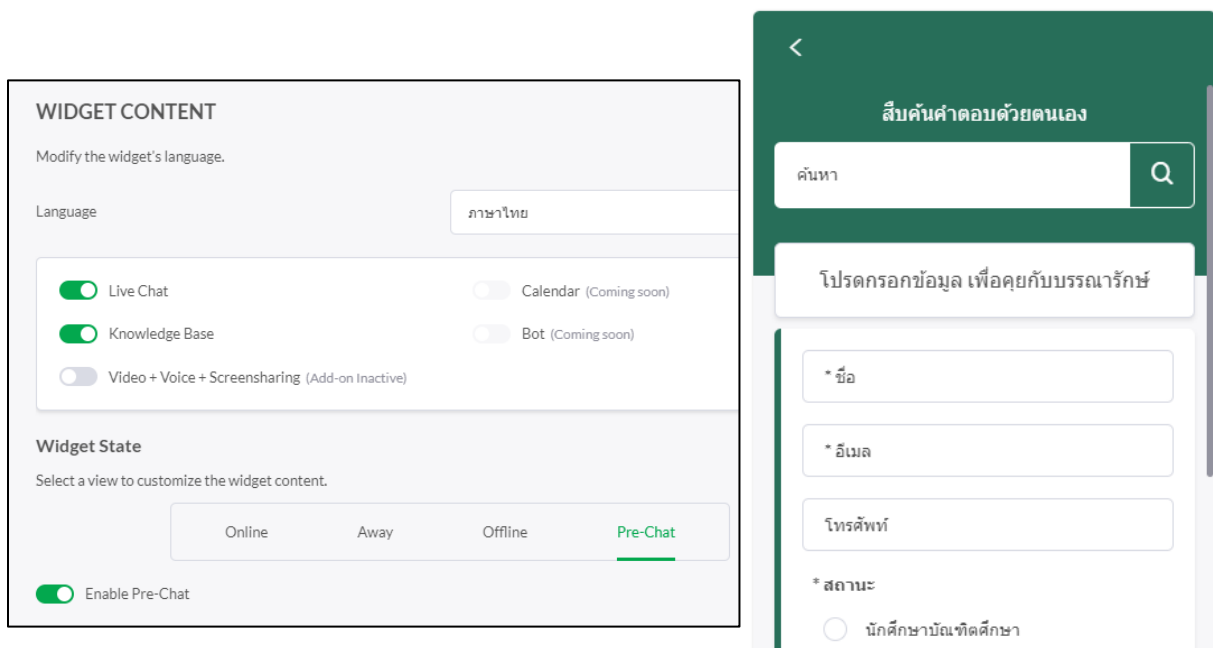 WIDGET CONTENT
Modify the widget's language.
Language
ภาษาไทย
Live Chat
Calendar (Coming soon)
Knowledge Base
Bot (Coming soon)
Video + Voice + Screensharing (Add-on Inactive)
Widget State
Select a view to customize the widget content.
Online Away Offline Pre-Chat
Enable Pre-Chat
สืบค้นคำตอบด้วยตนเอง
ค้นหา
โปรดกรอกข้อมูล เพื่อคุยกับบรรณารักษ์
* ชื่อ
* อีเมล
โทรศัพท์
* สถานะ
นักศึกษาบัณฑิตศึกษา